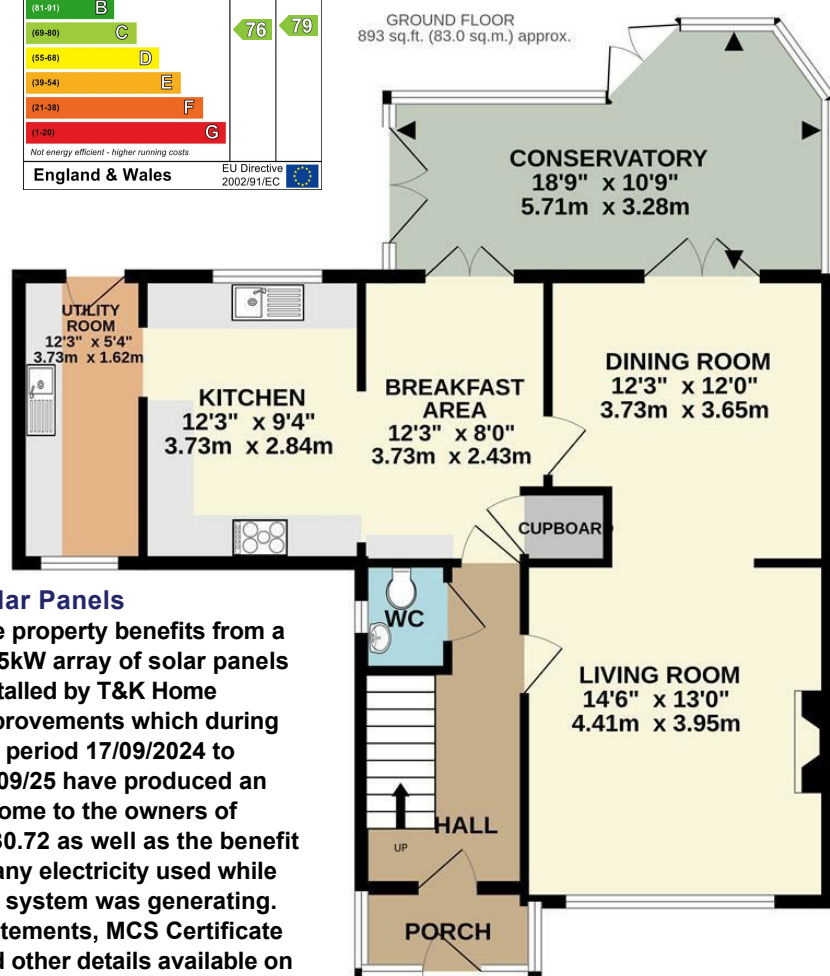 (81-91) B
(69-80) C
(55-68) D
(39-54) E
(21-38) F
(1-20) G
76 79
Not energy efficient - higher running costs
England & Wales
EU Directive
2002/91/EC
GROUND FLOOR
893 sq.ft. (83.0 sq.m.) approx.
CONSERVATORY
18'9" x 10'9"
5.71m x 3.28m
UTILITY
ROOM
12'3" x 5'4"
3.73m x 1.62m
KITCHEN
12'3" x 9'4"
3.73m x 2.84m
BREAKFAST
AREA
12'3" x 8'0"
3.73m x 2.43m
DINING ROOM
12'3" x 12'0"
3.73m x 3.65m
CUPBOARD
WC
LIVING ROOM
14'6" x 13'0"
4.41m x 3.95m
HALL
UP
PORCH
lar Panels
e property benefits from a
5kW array of solar panels
talled by T&K Home
provements which during
period 17/09/2024 to
09/25 have produced an
ome to the owners of
30.72 as well as the benefit
any electricity used while
system was generating.
tements, MCS Certificate
d other details available on